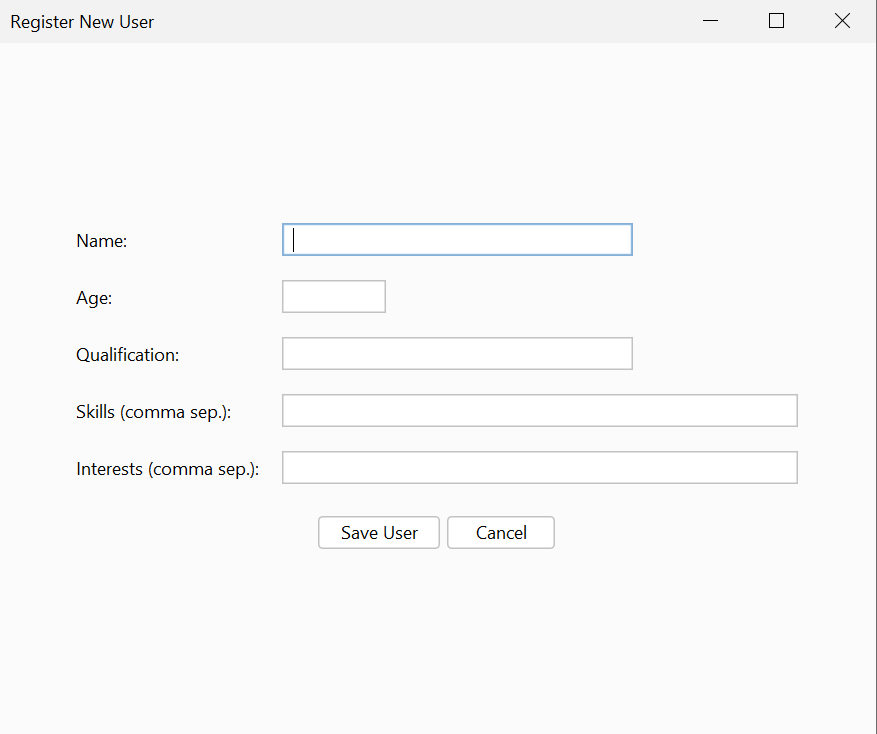 Register New User
Name:
Age:
Qualification:
Skills (comma sep.):
Interests (comma sep.):
Save User Cancel